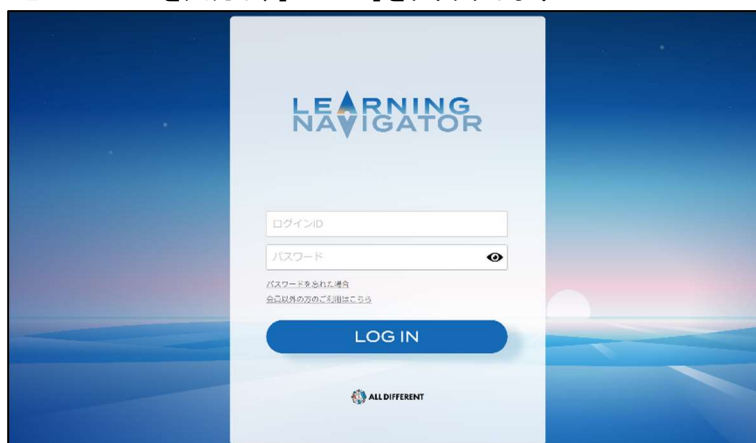 LEARNING
NAVIGATOR
ログインID
パスワード
パスワードを忘れた場合
会員以外の方のご利用はこちら
LOG IN
ALL DIFFERENT